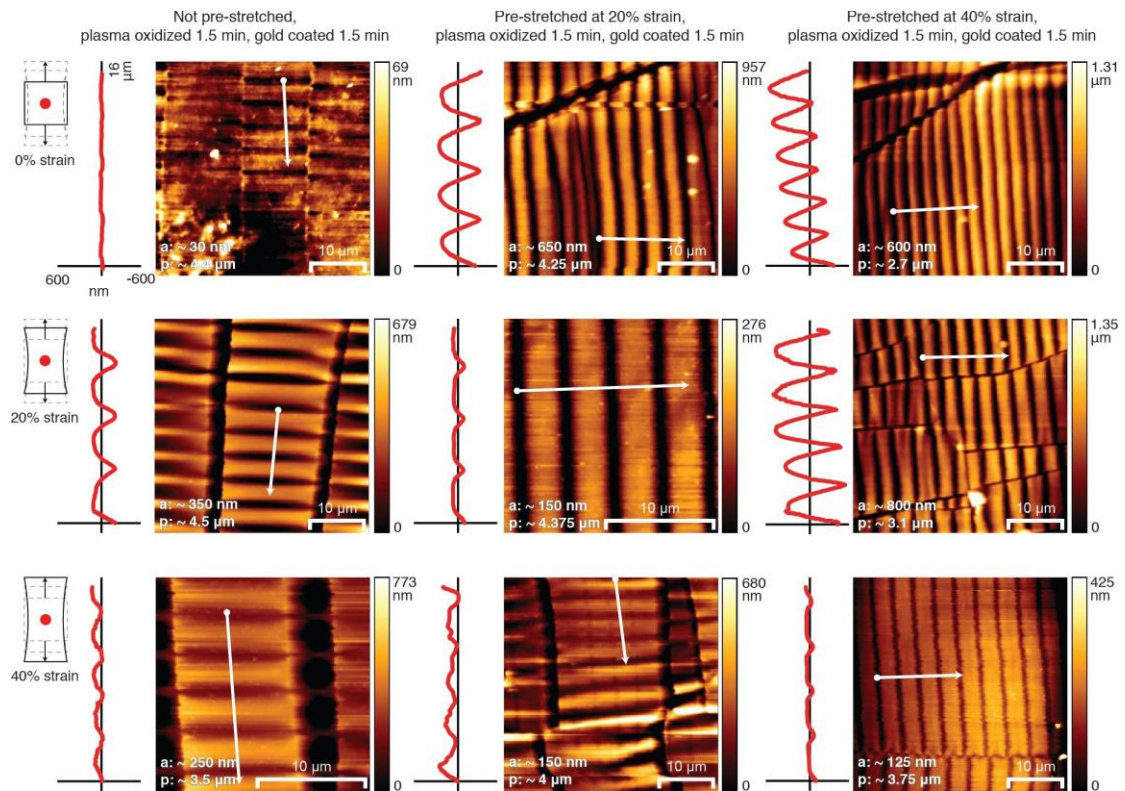 Not pre-stretched,
plasma oxidized 1.5 min, gold coated 1.5 min
Pre-stretched at 20% strain,
plasma oxidized 1.5 min, gold coated 1.5 min
Pre-stretched at 40% strain,
plasma oxidized 1.5 min, gold coated 1.5 min
0% strain
16
µm
600
-600
nm
a: ~ 30 nm
p: ~ 4.4 µm
10 µm
69
nm
0
a: ~ 650 nm
p: ~ 4.25 µm
10 µm
957
nm
0
a: ~ 600 nm
p: ~ 2.7 µm
10 µm
1.31
µm
0
20% strain
a: ~ 350 nm
p: ~ 4.5 µm
10 µm
679
nm
0
a: ~ 150 nm
p: ~ 4.375 µm
10 µm
276
nm
0
a: ~ 800 nm
p: ~ 3.1 µm
10 µm
1.35
µm
0
40% strain
a: ~ 250 nm
p: ~ 3.5 µm
10 µm
773
nm
0
a: ~ 150 nm
p: ~ 4 µm
10 µm
680
nm
0
a: ~ 125 nm
p: ~ 3.75 µm
10 µm
425
nm
0